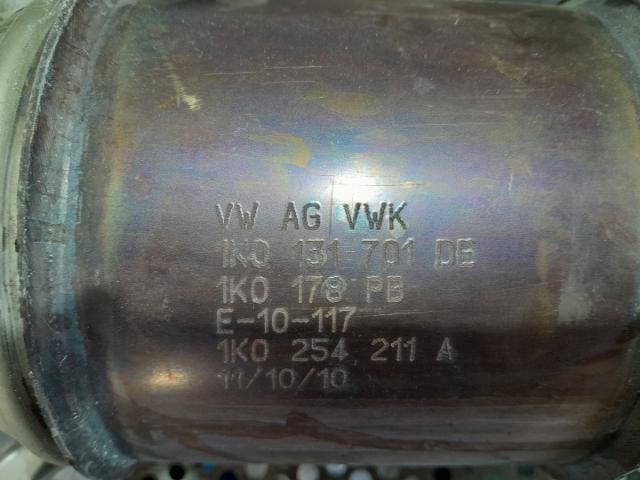 VW AG VWK
1K0 131 701 DE
1K0 178 PB
E-10-117
1K0 254 211 A
11/10/10